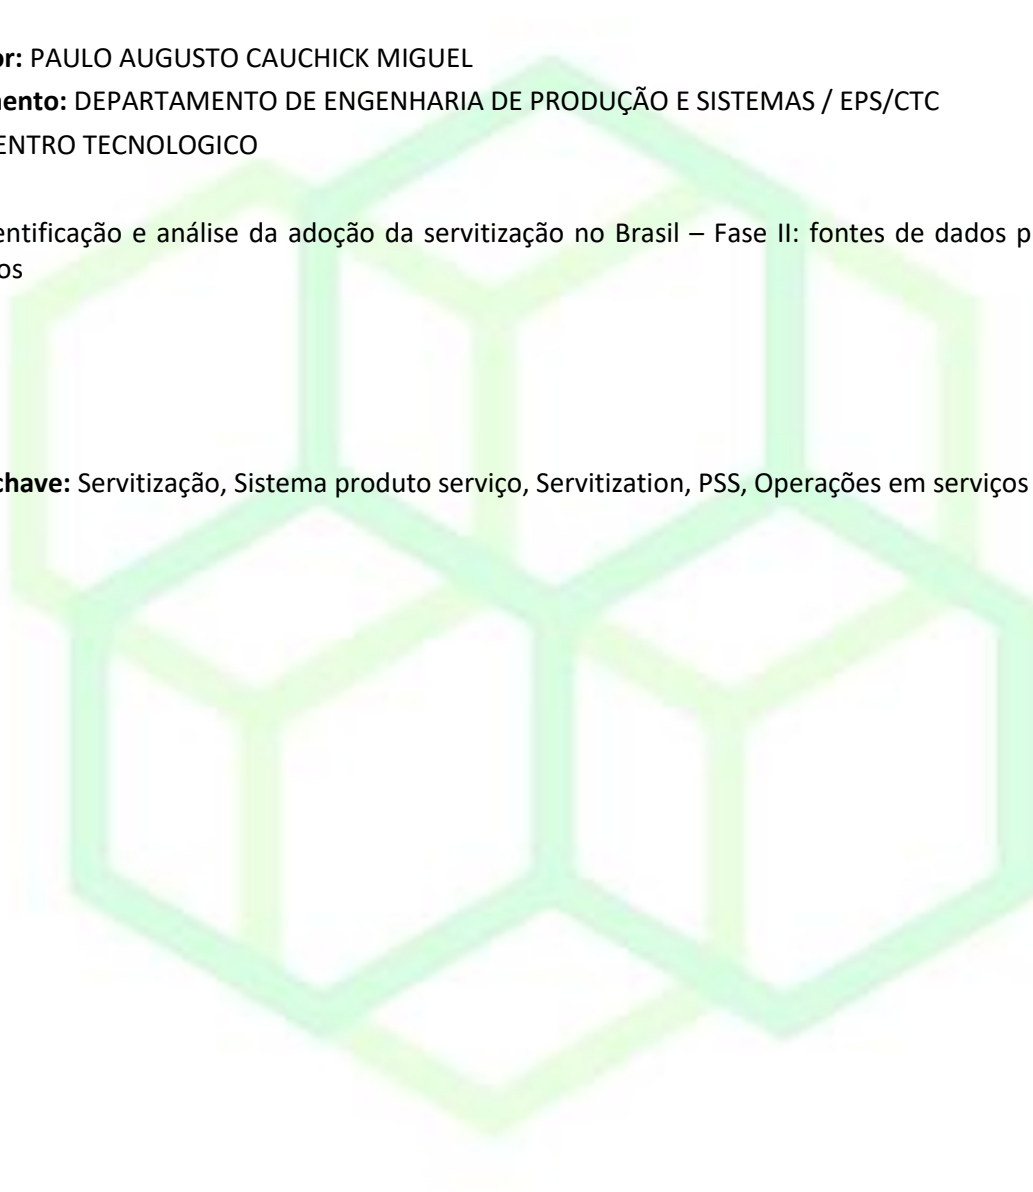 or: PAULO AUGUSTO CAUCHICK MIGUEL
mento: DEPARTAMENTO DE ENGENHARIA DE PRODUÇÃO E SISTEMAS / EPS/CTC
ENTRO TECNOLOGICO
entificação e análise da adoção da servitização no Brasil – Fase II: fontes de dados p
os
chave: Servitização, Sistema produto serviço, Servitization, PSS, Operações em serviços